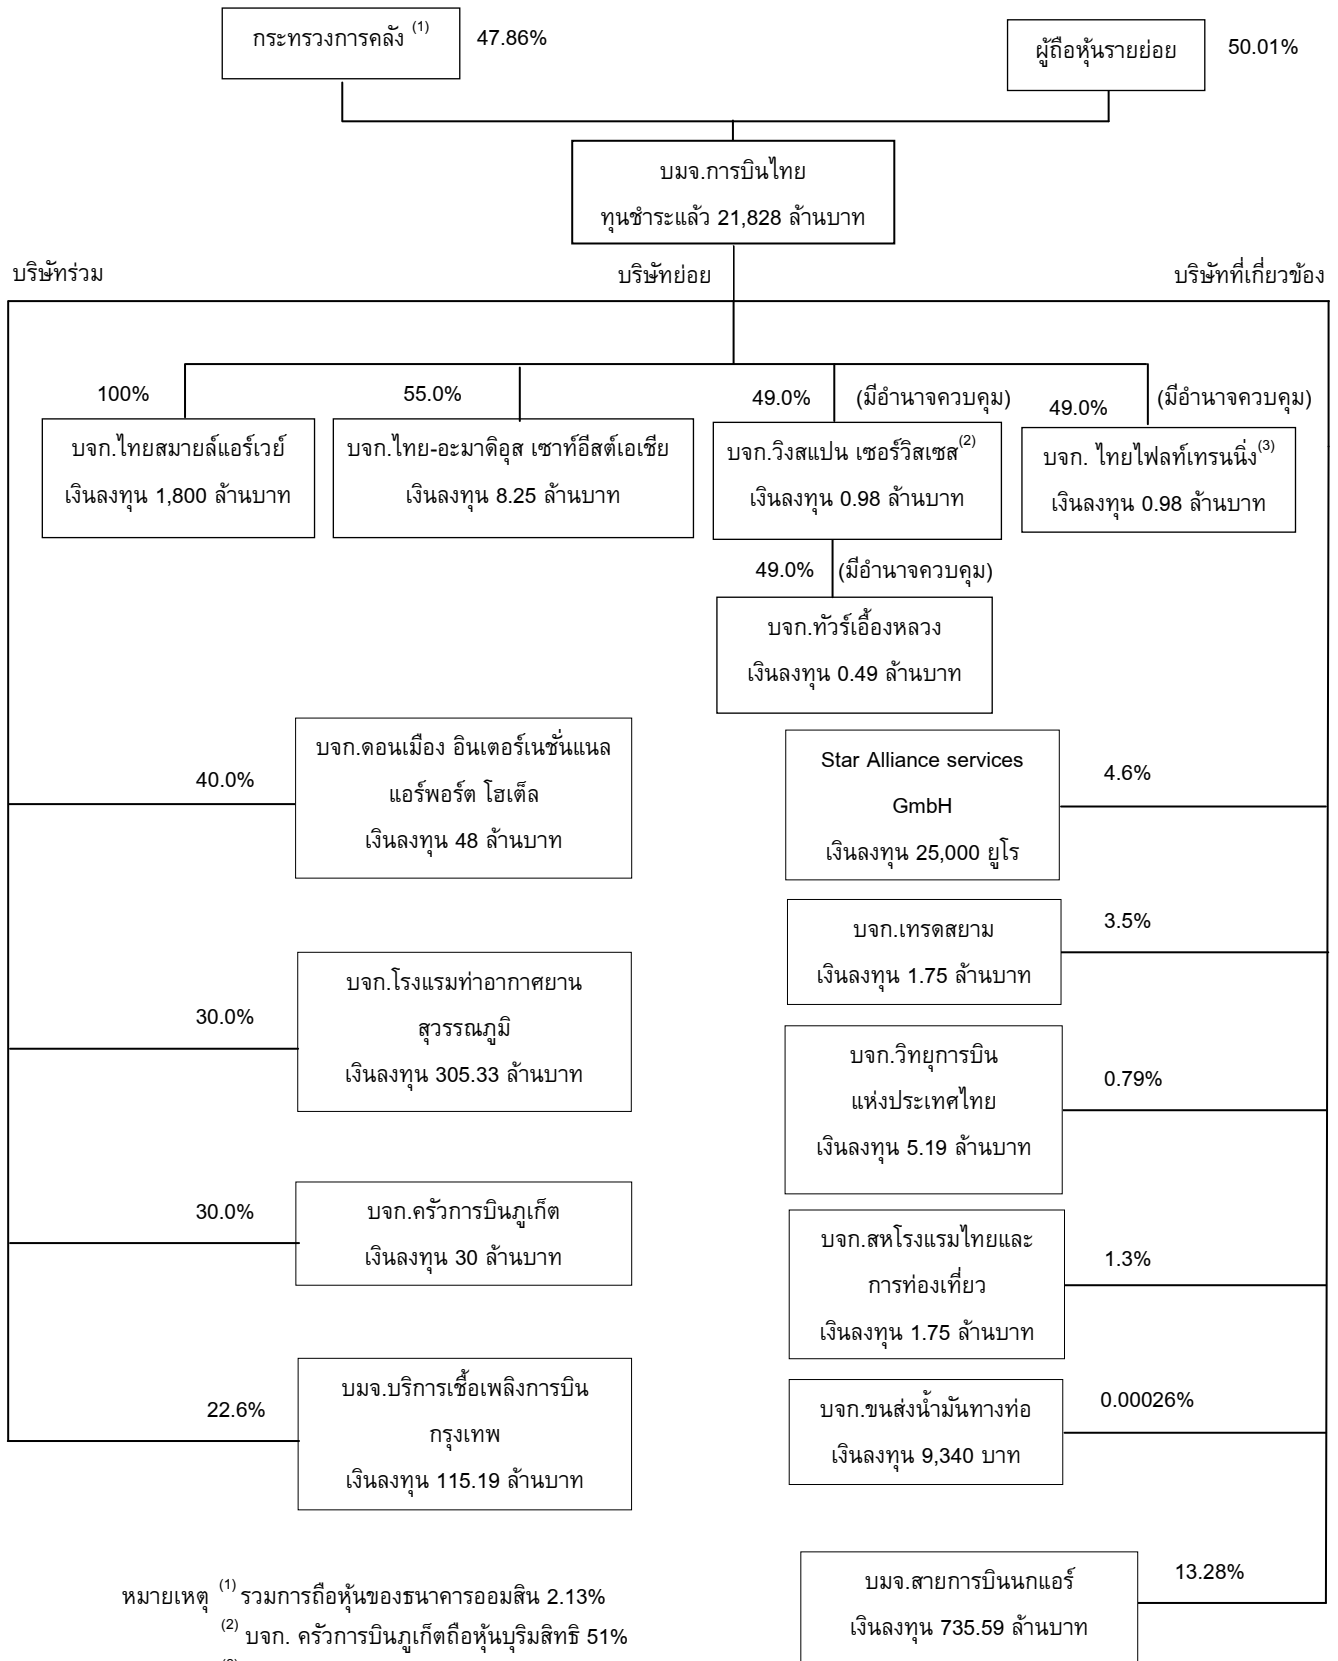 กระทรวงการคลัง (1)
47.86%
ผู้ถือหุ้นรายย่อย
50.01%
บมจ.การบินไทย
ทุนชำระแล้ว 21,828 ล้านบาท
บริษัทร่วม
บริษัทย่อย
บริษัทที่เกี่ยวข้อง
100%
บจก.ไทยสมายล์แอร์เวย์
เงินลงทุน 1,800 ล้านบาท
55.0%
บจก.ไทย-อะมาดิอุส เซาท์อีสต์เอเชีย
เงินลงทุน 8.25 ล้านบาท
49.0% (มีอำนาจควบคุม)
บจก.วิงสแปน เซอร์วิสเซส(2)
เงินลงทุน 0.98 ล้านบาท
49.0% (มีอำนาจควบคุม)
บจก. ไทยไฟลท์เทรนนิ่ง(3)
เงินลงทุน 0.98 ล้านบาท
49.0% (มีอำนาจควบคุม)
บจก.ทัวร์เอื้องหลวง
เงินลงทุน 0.49 ล้านบาท
40.0%
บจก.ดอนเมือง อินเตอร์เนชั่นแนล
แอร์พอร์ต โฮเต็ล
เงินลงทุน 48 ล้านบาท
30.0%
บจก.โรงแรมท่าอากาศยาน
สุวรรณภูมิ
เงินลงทุน 305.33 ล้านบาท
30.0%
บจก.ครัวการบินภูเก็ต
เงินลงทุน 30 ล้านบาท
22.6%
บมจ.บริการเชื้อเพลิงการบิน
กรุงเทพ
เงินลงทุน 115.19 ล้านบาท
Star Alliance services
GmbH
เงินลงทุน 25,000 ยูโร
4.6%
บจก.เทรดสยาม
เงินลงทุน 1.75 ล้านบาท
3.5%
บจก.วิทยุการบิน
แห่งประเทศไทย
เงินลงทุน 5.19 ล้านบาท
0.79%
บจก.สหโรงแรมไทยและ
การท่องเที่ยว
เงินลงทุน 1.75 ล้านบาท
1.3%
บจก.ขนส่งน้ำมันทางท่อ
เงินลงทุน 9,340 บาท
0.00026%
บมจ.สายการบินนกแอร์
เงินลงทุน 735.59 ล้านบาท
13.28%
หมายเหตุ (1) รวมการถือหุ้นของธนาคารออมสิน 2.13%
(2) บจก. ครัวการบินภูเก็ตถือหุ้นบุริมสิทธิ 51%